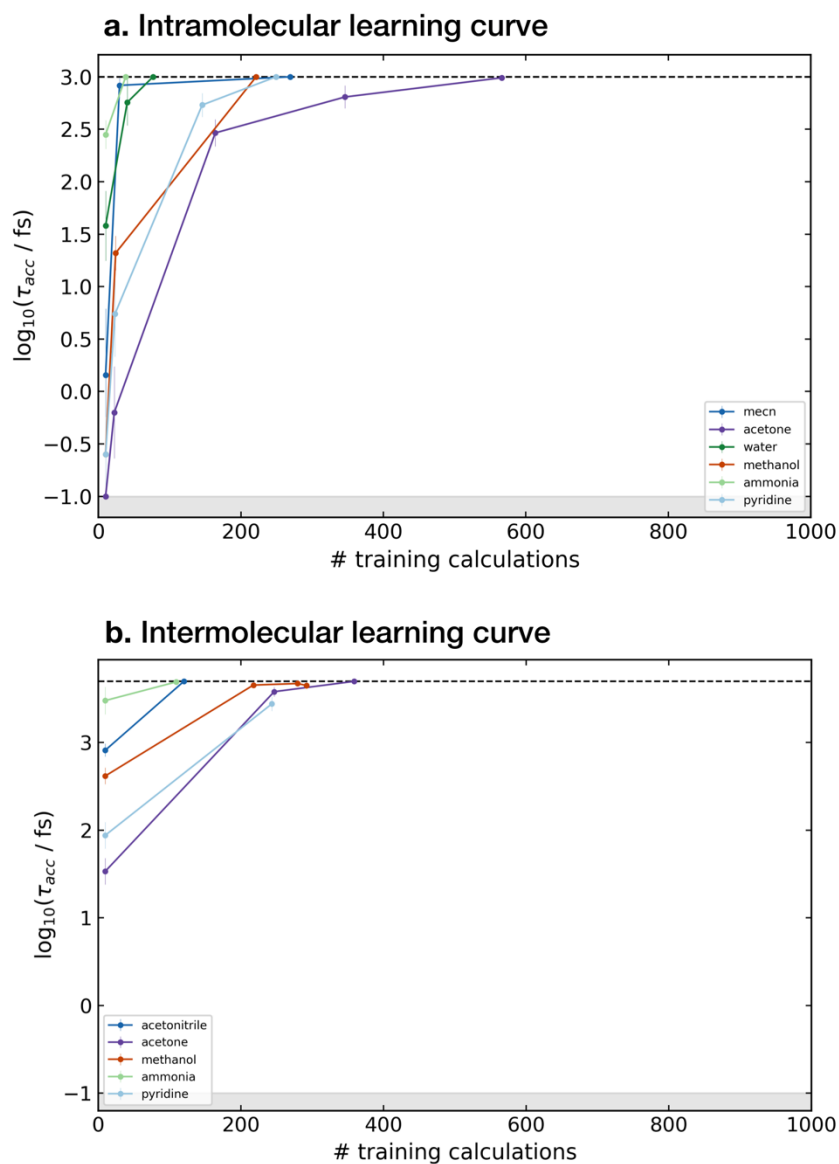 a. Intramolecular learning curve
3.0
2.5
2.0
1.5
1.0
0.5
0.0
−0.5
−1.0
log10(τacc / fs)
mecn
acetone
water
methanol
ammonia
pyridine
0 200 400 600 800 1000
# training calculations
b. Intermolecular learning curve
3
2
1
0
−1
log10(τacc / fs)
acetonitrile
acetone
methanol
ammonia
pyridine
0 200 400 600 800 1000
# training calculations